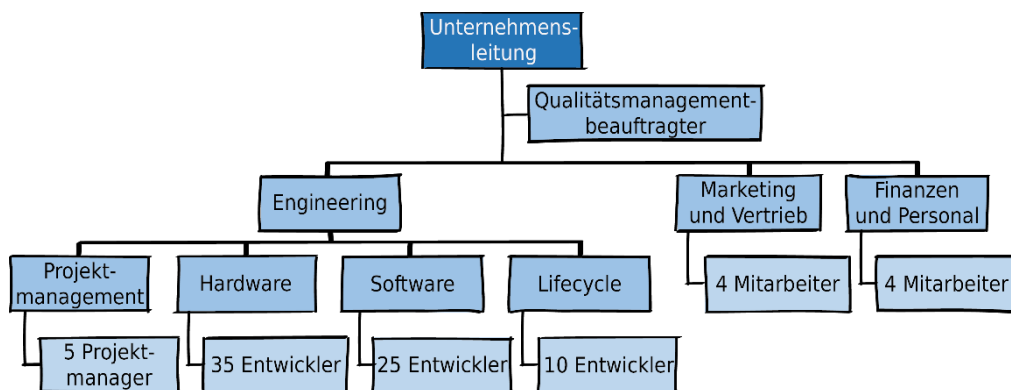 Unternehmens-
leitung
Qualitätsmanagement-
beauftragter
Engineering
Marketing
und Vertrieb
Finanzen
und Personal
Projekt-
management
Hardware
Software
Lifecycle
4 Mitarbeiter
4 Mitarbeiter
5 Projekt-
manager
35 Entwickler
25 Entwickler
10 Entwickler